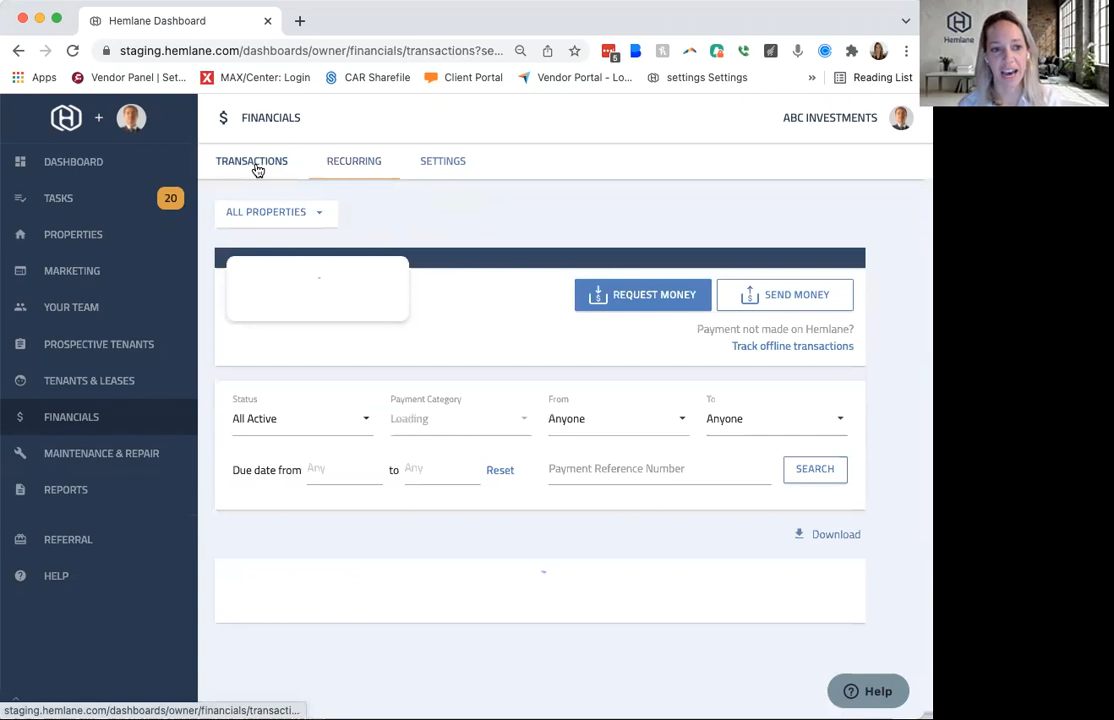 Hemlane Dashboard
staging.hemlane.com/dashboards/owner/financials/transactions?se...
5
Apps
Vendor Panel | Set...
MAX/Center: Login
CAR Sharefile
Client Portal
Vendor Portal - Lo...
settings Settings
»
Reading List
Hemlane
+
DASHBOARD
TASKS
20
PROPERTIES
MARKETING
YOUR TEAM
PROSPECTIVE TENANTS
TENANTS & LEASES
$ FINANCIALS
MAINTENANCE & REPAIR
REPORTS
REFERRAL
HELP
$ FINANCIALS
ABC INVESTMENTS
TRANSACTIONS
RECURRING
SETTINGS
ALL PROPERTIES
REQUEST MONEY
SEND MONEY
Payment not made on Hemlane?
Track offline transactions
Status
Payment Category
From
To
All Active
Loading
Anyone
Anyone
Due date from Any to Any Reset
Payment Reference Number
SEARCH
Download
Help
staging.hemlane.com/dashboards/owner/financials/transacti...